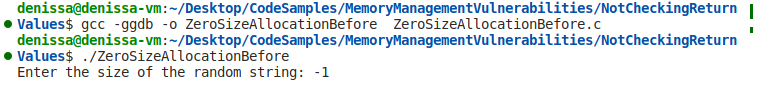 denissa@denissa-vm:~/Desktop/CodeSamples/MemoryManagementVulnerabilities/NotCheckingReturn
Values$ gcc -ggdb -o ZeroSizeAllocationBefore  ZeroSizeAllocationBefore.c
denissa@denissa-vm:~/Desktop/CodeSamples/MemoryManagementVulnerabilities/NotCheckingReturn
Values$ ./ZeroSizeAllocationBefore
Enter the size of the random string: -1